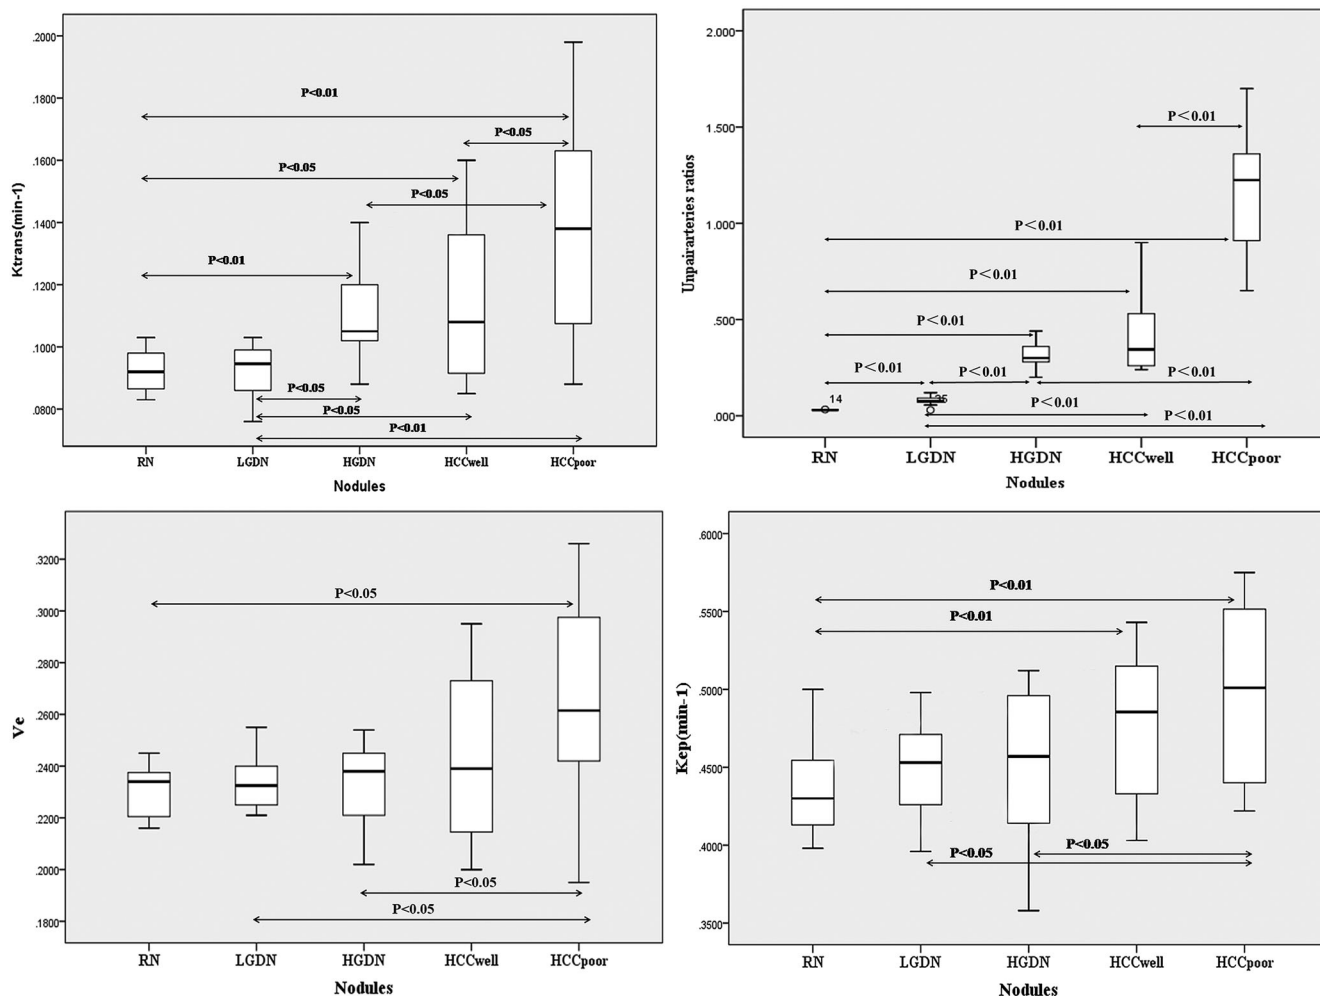 .2000
.1800
.1600
.1400
.1200
.1000
.0800
Ktrans(min-1)
P<0.01
P<0.05
P<0.05
P<0.05
P<0.01
P<0.05
P<0.05
P<0.01
RN LGDN HGDN HCCwell HCCpoor
Nodules
2.000
1.500
1.000
.500
.000
Unpairarteries ratios
P<0.01
P<0.01
P<0.01
P<0.01
P<0.01 P<0.01 P<0.01
14
P<0.01
P<0.01
RN LGDN HGDN HCCwell HCCpoor
Nodules
.3200
.3000
.2800
.2600
.2400
.2200
.2000
.1800
Ve
P<0.05
P<0.05
P<0.05
RN LGDN HGDN HCCwell HCCpoor
Nodules
.6000
.5500
.5000
.4500
.4000
.3500
Kep(min-1)
P<0.01
P<0.01
P<0.05
P<0.05
RN LGDN HGDN HCCwell HCCpoor
Nodules